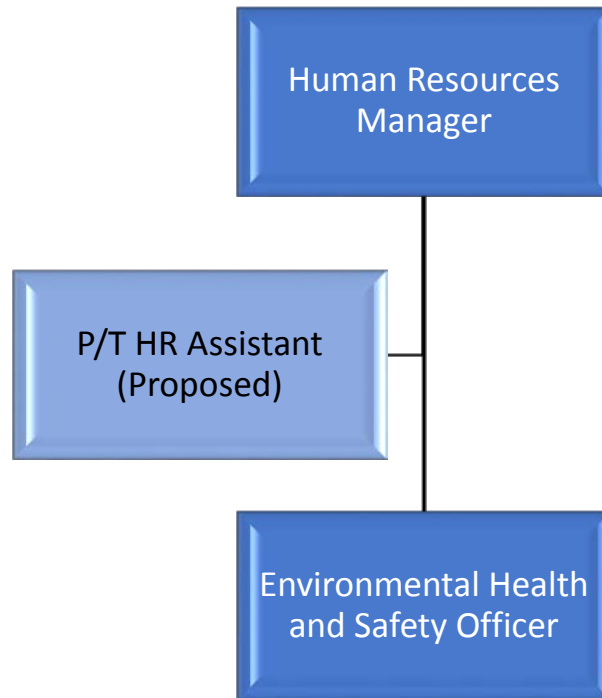 Human Resources
Manager
P/T HR Assistant
(Proposed)
Environmental Health
and Safety Officer